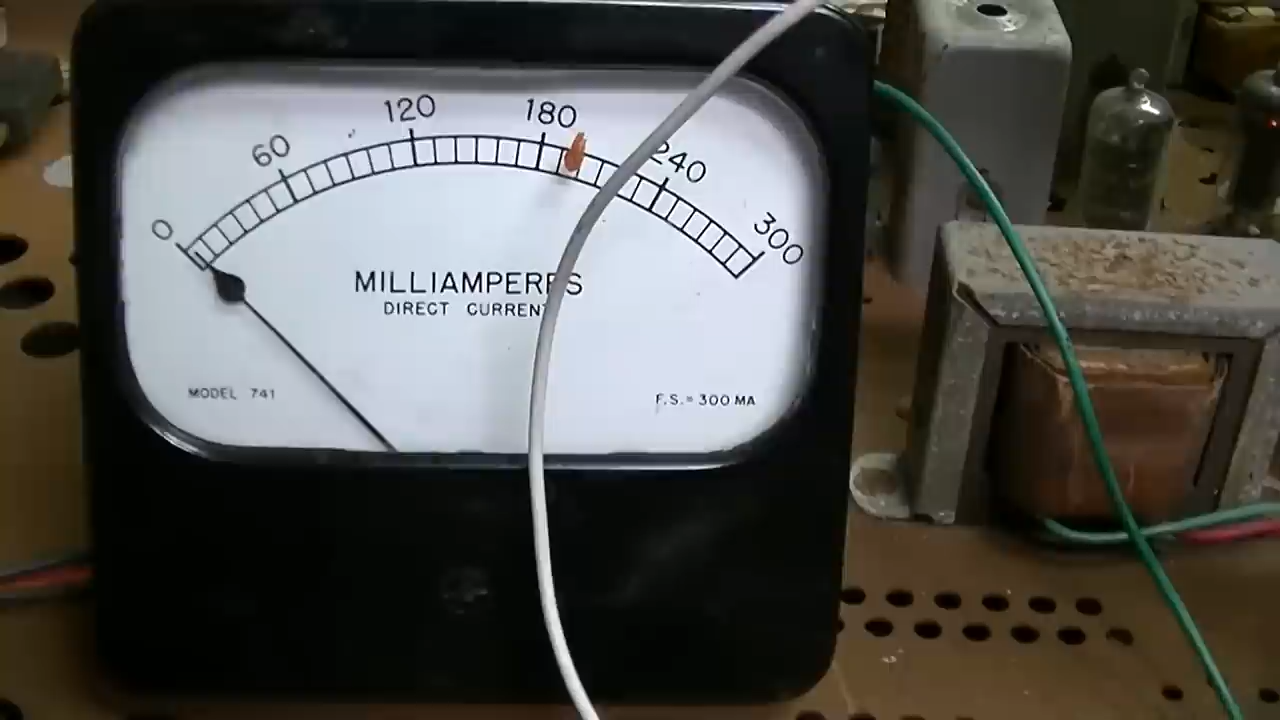 0 60 120 180 240 300
MILLIAMPERES
DIRECT CURRENT
MODEL 741
F.S.= 300 MA